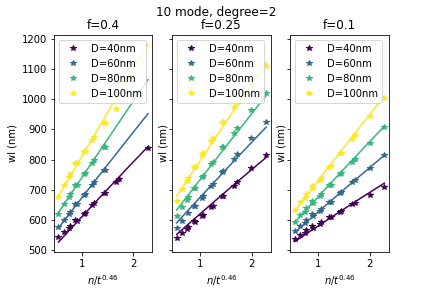 10 mode, degree=2
f=0.4
f=0.25
f=0.1
1200
1100
1000
900
800
700
600
500
wl (nm)
D=40nm
D=60nm
D=80nm
D=100nm
1
2
n/t^0.46
wl (nm)
D=40nm
D=60nm
D=80nm
D=100nm
1
2
n/t^0.46
wl (nm)
D=40nm
D=60nm
D=80nm
D=100nm
1
2
n/t^0.46